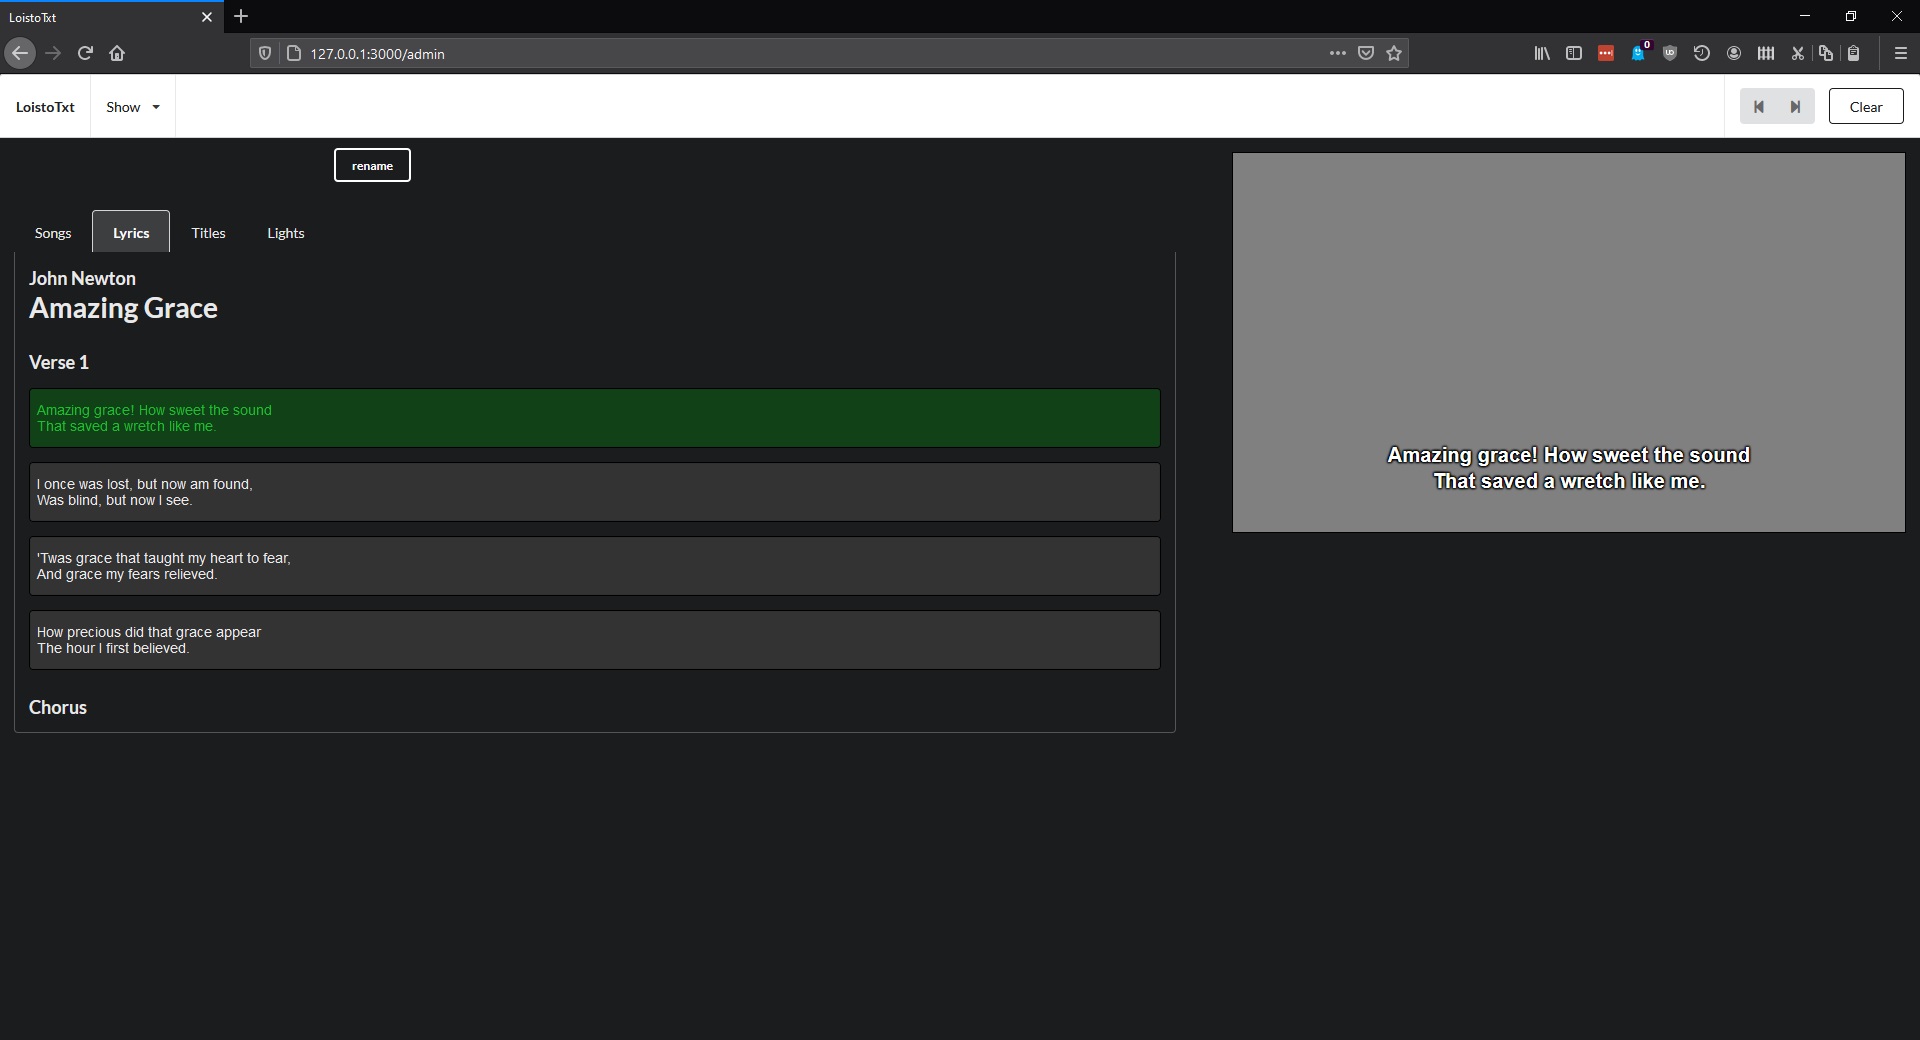 LoistoTxt
127.0.0.1:3000/admin
0
LoistoTxt
Show
Clear
rename
Songs
Lyrics
Titles
Lights
John Newton
Amazing Grace
Verse 1
Amazing grace! How sweet the sound
That saved a wretch like me.
I once was lost, but now am found,
Was blind, but now I see.
'Twas grace that taught my heart to fear,
And grace my fears relieved.
How precious did that grace appear
The hour I first believed.
Chorus
Amazing grace! How sweet the sound
That saved a wretch like me.